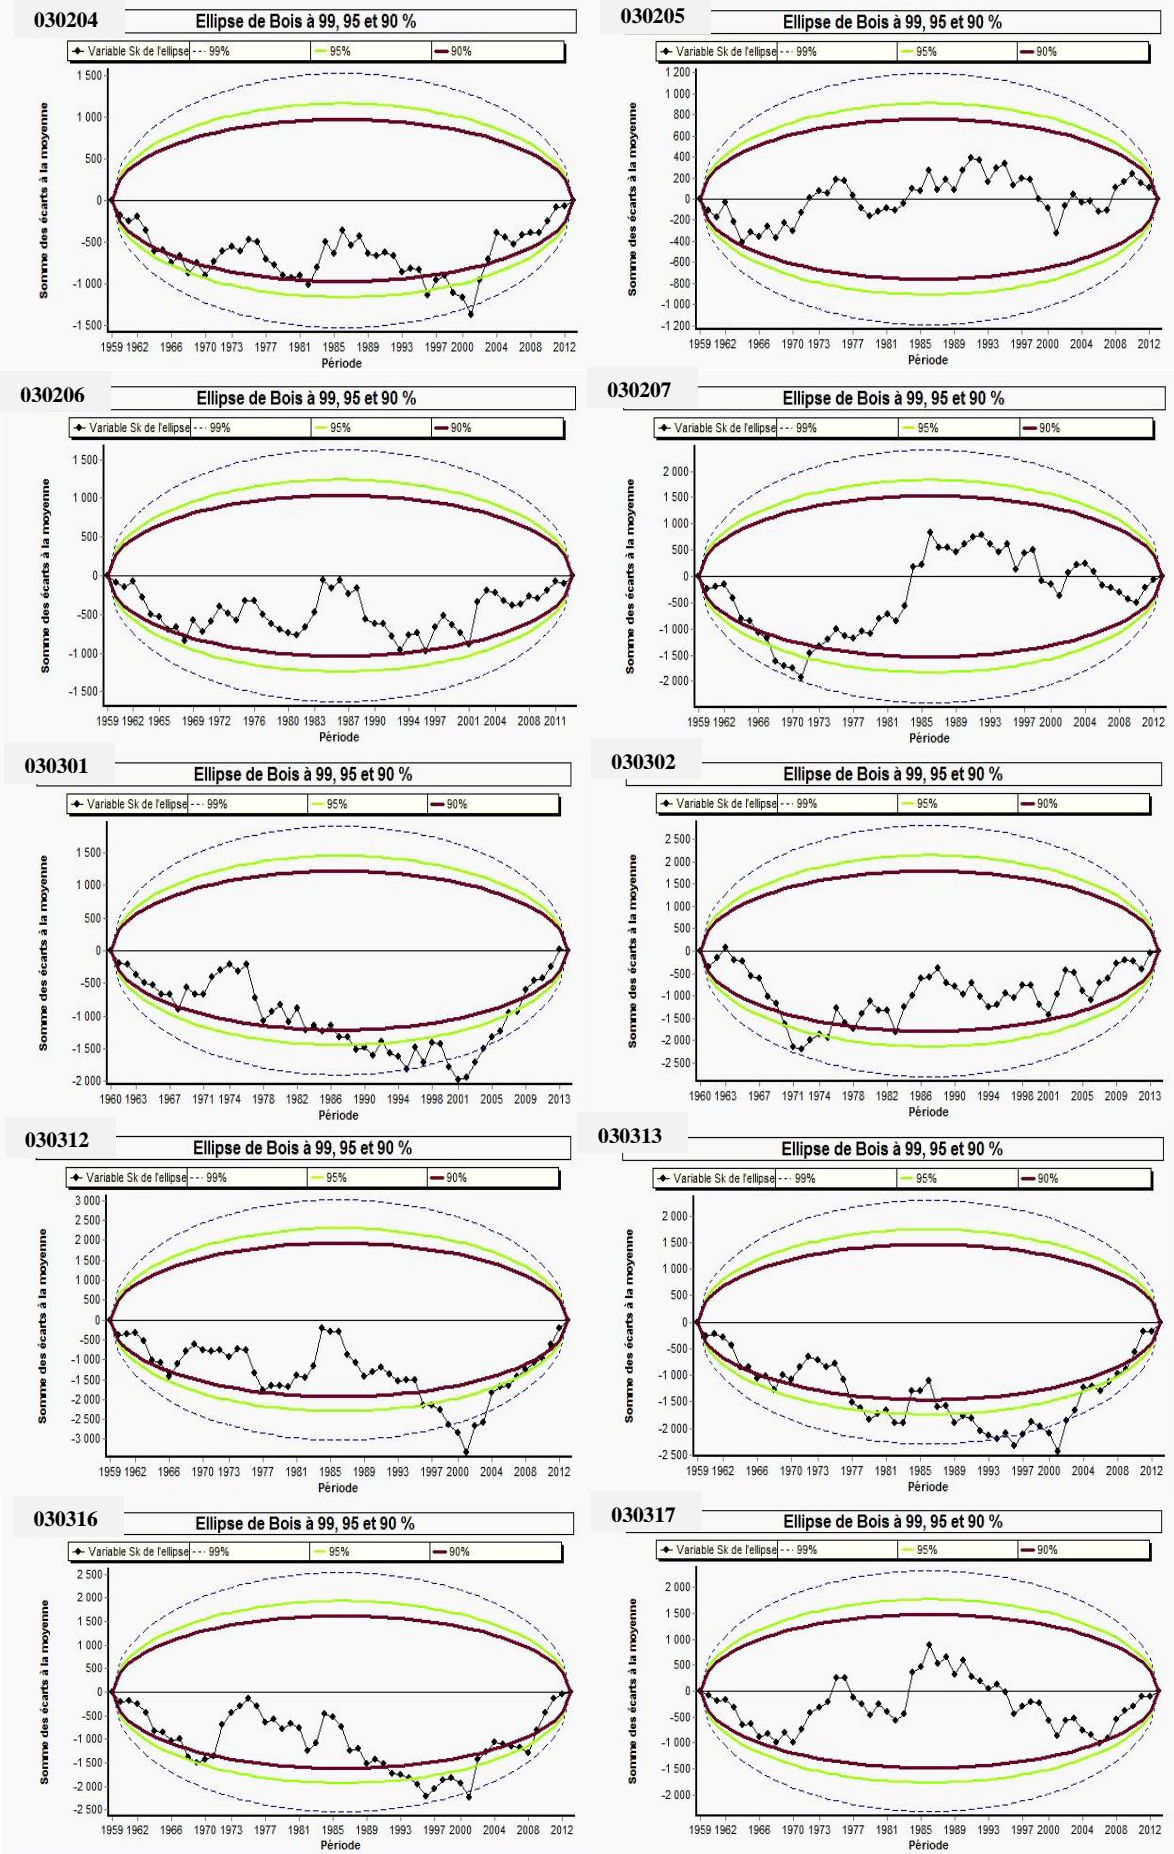 030204
Ellipse de Bois à 99, 95 et 90 %
Variable Sk de l'ellipse 99% 95% 90%
Somme des écarts à la moyenne
1 500
1 000
500
0
-500
-1 000
-1 500
1959 1962 1966 1970 1973 1977 1981 1985 1989 1993 1997 2000 2004 2008 2012
Période
030205
Ellipse de Bois à 99, 95 et 90 %
Variable Sk de l'ellipse 99% 95% 90%
Somme des écarts à la moyenne
1 200
1 000
800
600
400
200
0
-200
-400
-600
-800
-1 000
-1 200
1959 1962 1966 1970 1973 1977 1981 1985 1989 1993 1997 2000 2004 2008 2012
Période
030206
Ellipse de Bois à 99, 95 et 90 %
Variable Sk de l'ellipse 99% 95% 90%
Somme des écarts à la moyenne
1 500
1 000
500
0
-500
-1 000
-1 500
1959 1962 1965 1969 1972 1976 1980 1983 1987 1990 1994 1997 2001 2004 2008 2011
Période
030207
Ellipse de Bois à 99, 95 et 90 %
Variable Sk de l'ellipse 99% 95% 90%
Somme des écarts à la moyenne
2 000
1 500
1 000
500
0
-500
-1 000
-1 500
-2 000
1959 1962 1966 1970 1973 1977 1981 1985 1989 1993 1997 2000 2004 2008 2012
Période
030301
Ellipse de Bois à 99, 95 et 90 %
Variable Sk de l'ellipse 99% 95% 90%
Somme des écarts à la moyenne
1 500
1 000
500
0
-500
-1 000
-1 500
-2 000
1960 1963 1967 1971 1974 1978 1982 1986 1990 1994 1998 2001 2005 2009 2013
Période
030302
Ellipse de Bois à 99, 95 et 90 %
Variable Sk de l'ellipse 99% 95% 90%
Somme des écarts à la moyenne
2 500
2 000
1 500
1 000
500
0
-500
-1 000
-1 500
-2 000
-2 500
1960 1963 1967 1971 1974 1978 1982 1986 1990 1994 1998 2001 2005 2009 2013
Période
030312
Ellipse de Bois à 99, 95 et 90 %
Variable Sk de l'ellipse 99% 95% 90%
Somme des écarts à la moyenne
3 000
2 500
2 000
1 500
1 000
500
0
-500
-1 000
-1 500
-2 000
-2 500
-3 000
1959 1962 1966 1970 1973 1977 1981 1985 1989 1993 1997 2000 2004 2008 2012
Période
030313
Ellipse de Bois à 99, 95 et 90 %
Variable Sk de l'ellipse 99% 95% 90%
Somme des écarts à la moyenne
2 000
1 500
1 000
500
0
-500
-1 000
-1 500
-2 000
-2 500
1959 1962 1966 1970 1973 1977 1981 1985 1989 1993 1997 2000 2004 2008 2012
Période
030316
Ellipse de Bois à 99, 95 et 90 %
Variable Sk de l'ellipse 99% 95% 90%
Somme des écarts à la moyenne
2 500
2 000
1 500
1 000
500
0
-500
-1 000
-1 500
-2 000
-2 500
1959 1962 1966 1970 1973 1977 1981 1985 1989 1993 1997 2000 2004 2008 2012
Période
030317
Ellipse de Bois à 99, 95 et 90 %
Variable Sk de l'ellipse 99% 95% 90%
Somme des écarts à la moyenne
2 000
1 500
1 000
500
0
-500
-1 000
-1 500
-2 000
1959 1962 1966 1970 1973 1977 1981 1985 1989 1993 1997 2000 2004 2008 2012
Période